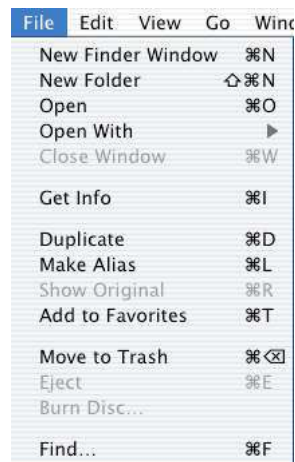 File Edit View Go Wind
New Finder Window ⌘N
New Folder ⇧⌘N
Open ⌘O
Open With ▶
Close Window ⌘W
Get Info ⌘I
Duplicate ⌘D
Make Alias ⌘L
Show Original ⌘R
Add to Favorites ⌘T
Move to Trash ⌘⌫
Eject ⌘E
Burn Disc...
Find... ⌘F